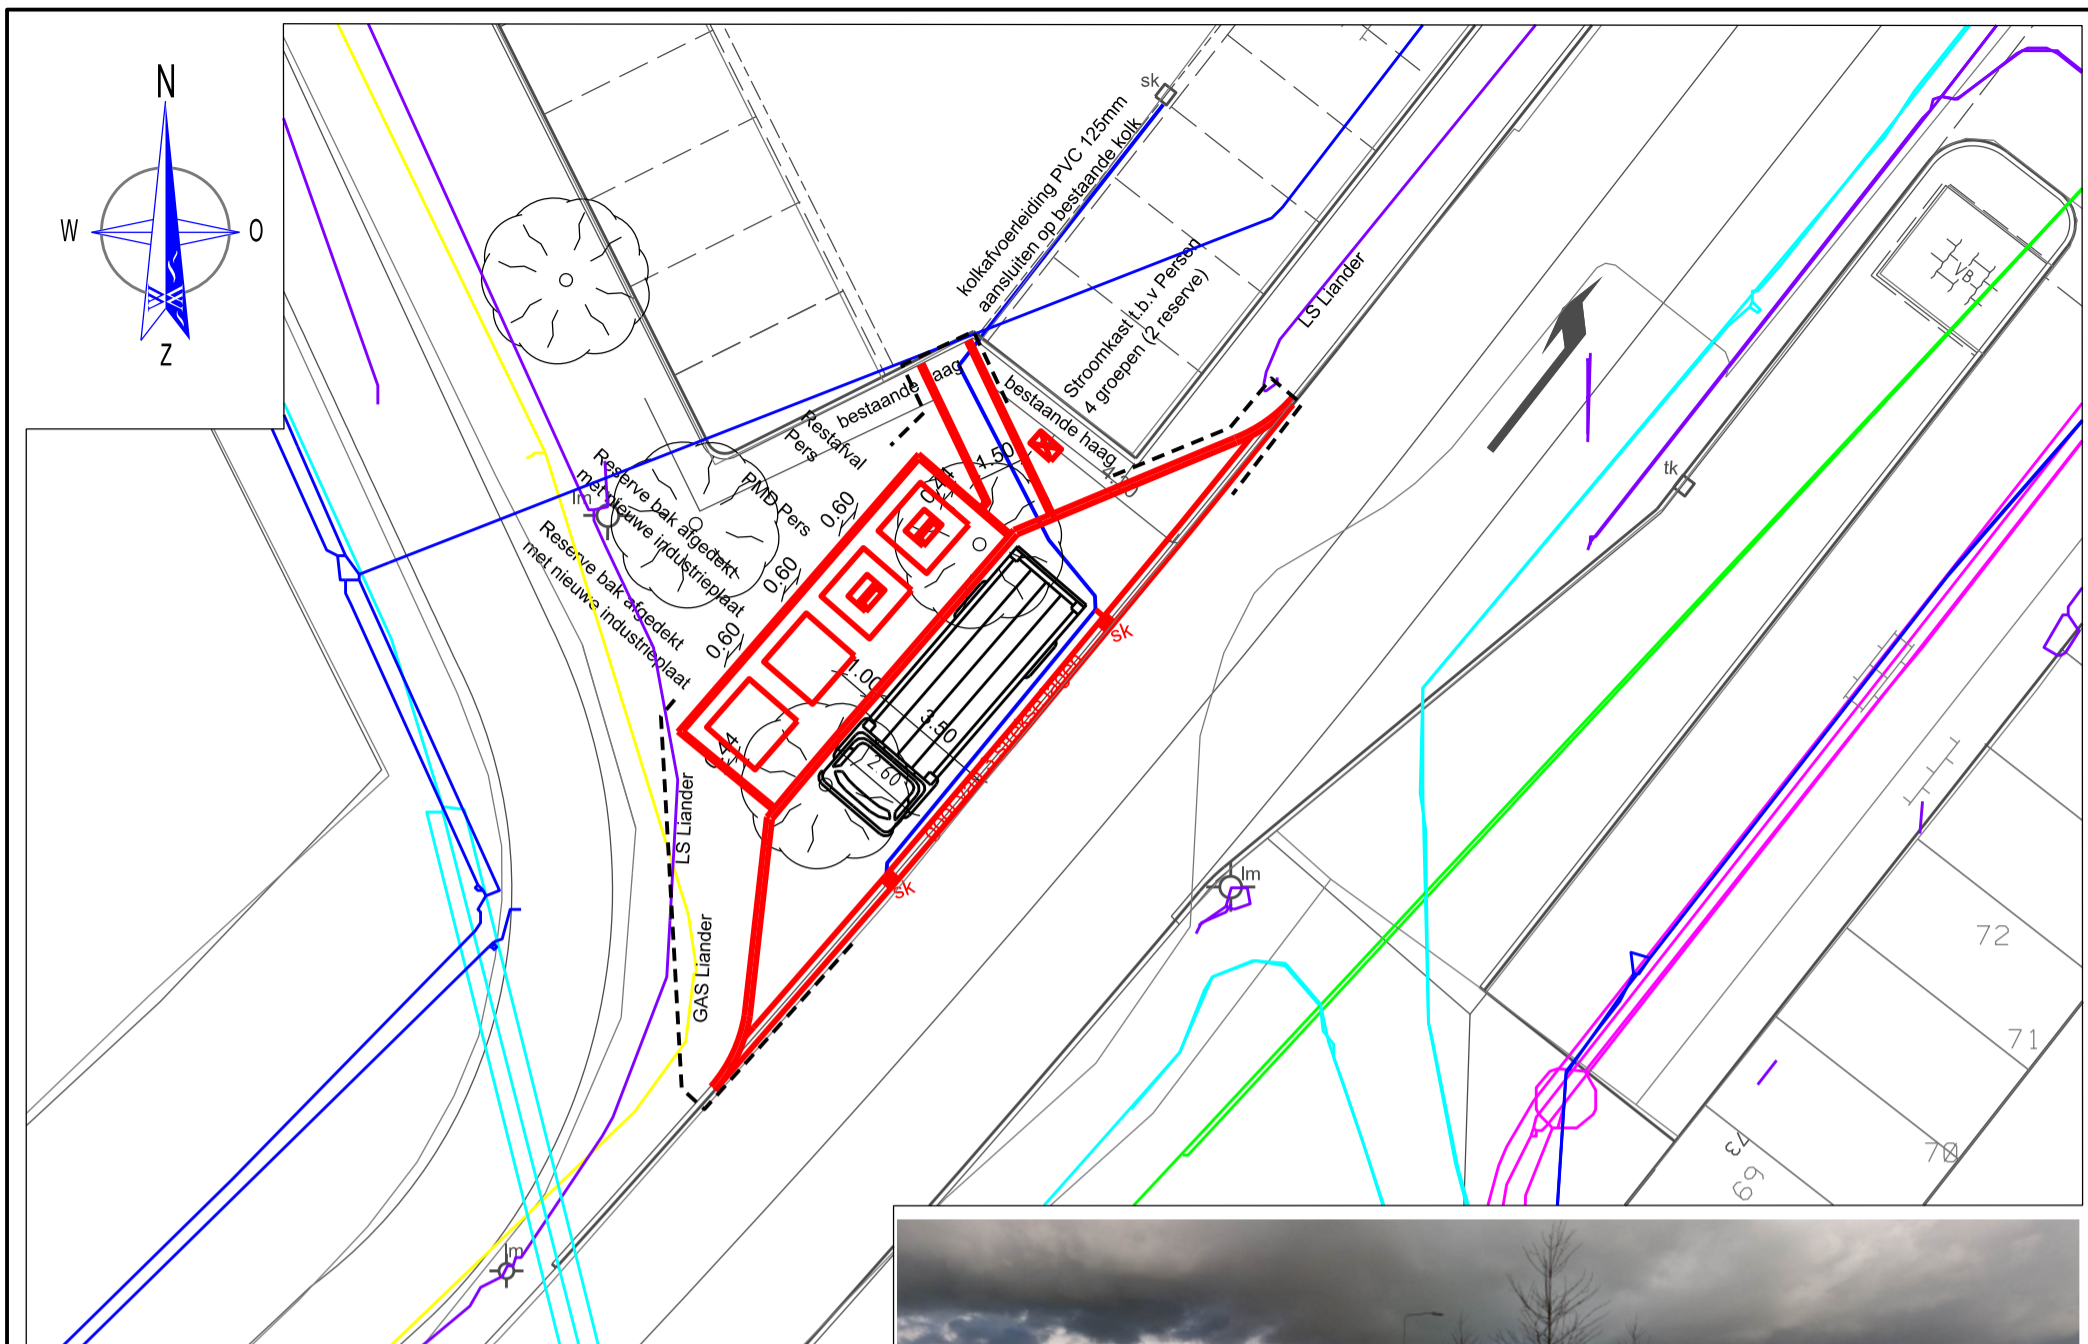 N
W
O
Z
sk
kolkafvoerleiding PVC 125mm
aansluiten op bestaande kolk
Stroomkast t.b.v Persen
4 groepen (2 reserve)
LS Liander
VB
bestaande haag
bestaande haag
Restafval
Pers
PMD Pers
Reserve bak afgedekt
met nieuwe industrieplaat
Reserve bak afgedekt
met nieuwe industrieplaat
lm
0.60
0.60
0.60
1.50
tk
sk
1.00
3.50
2.60
LS Liander
GAS Liander
sk
lm
lm
72
71
70
73
69